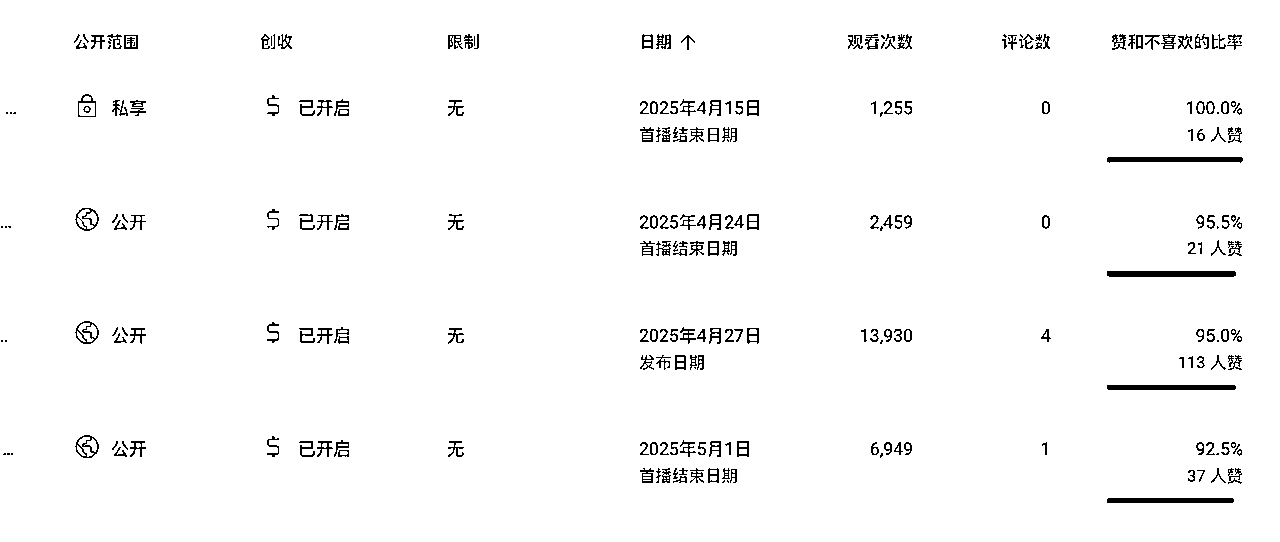 公开范围 创收 限制 日期 ↑ 观看次数 评论数 赞和不喜欢的比率
... 私享 已开启 无 2025年4月15日 1,255 0 100.0%
首播结束日期 16 人赞
... 公开 已开启 无 2025年4月24日 2,459 0 95.5%
首播结束日期 21 人赞
.. 公开 已开启 无 2025年4月27日 13,930 4 95.0%
发布日期 113 人赞
... 公开 已开启 无 2025年5月1日 6,949 1 92.5%
首播结束日期 37 人赞